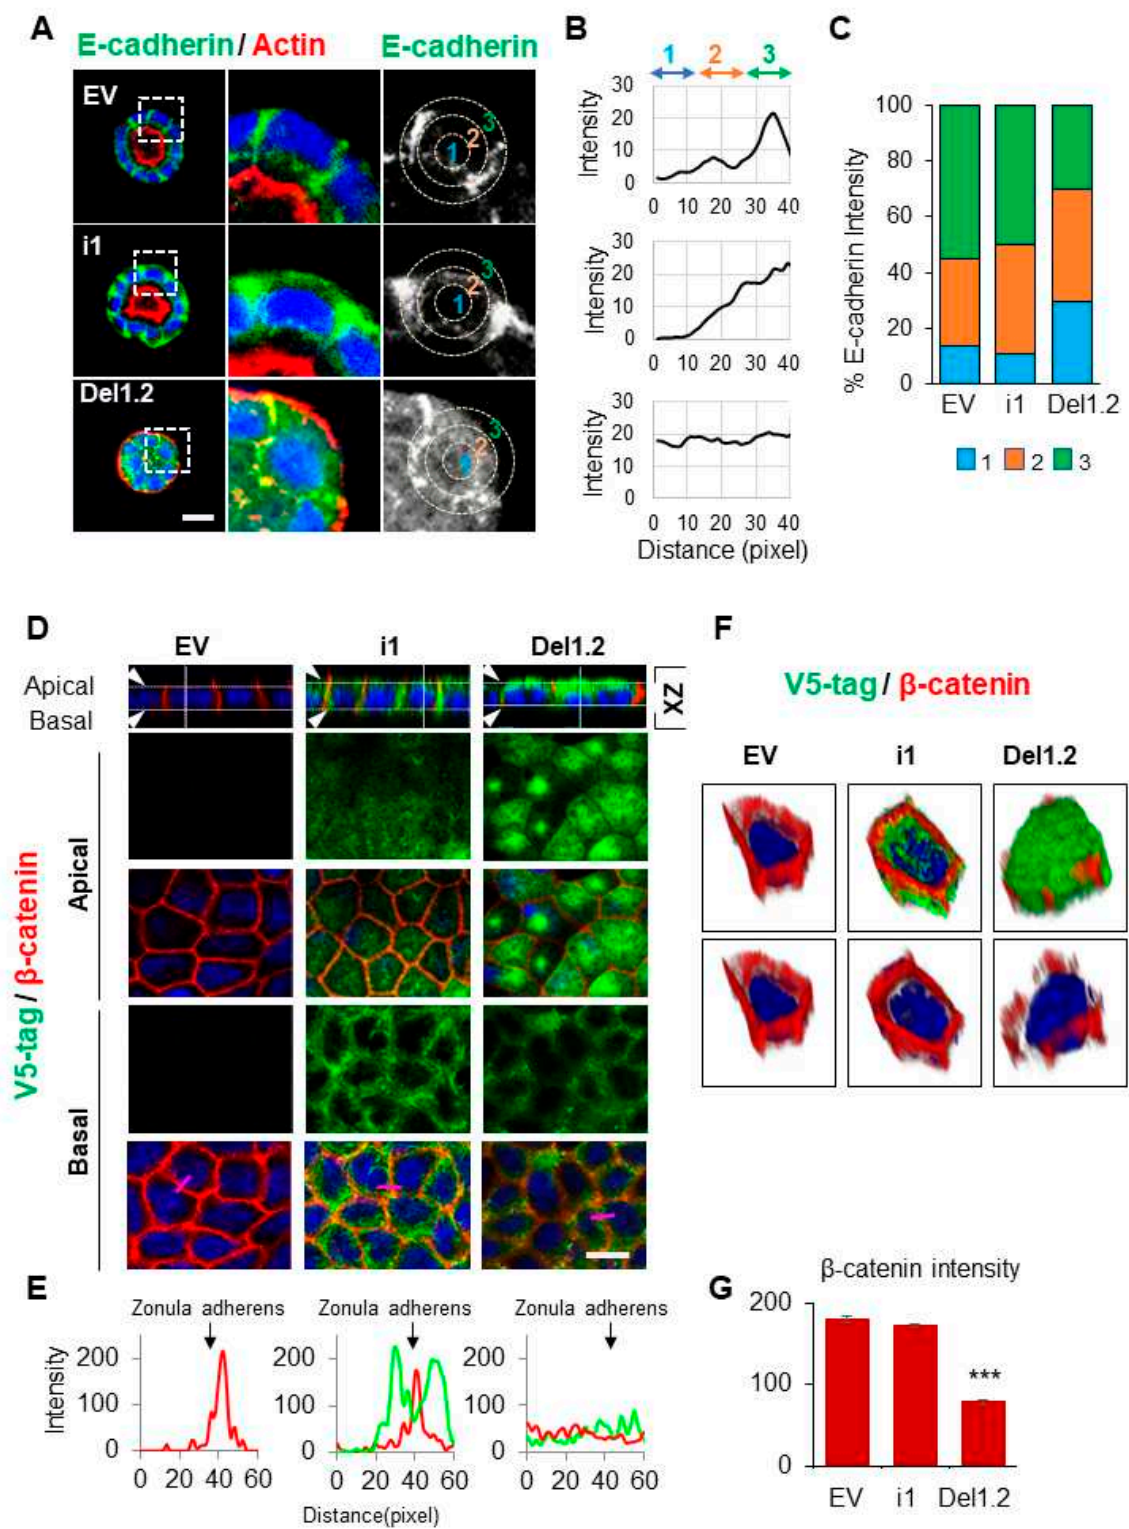 A
E-cadherin / Actin
E-cadherin
EV
1
2
3
i1
1
2
3
Del1.2
2
3
B
1 2 3
Intensity
30
20
10
0
0 10 20 30 40
Intensity
30
20
10
0
0 10 20 30 40
Intensity
30
20
10
0
0 10 20 30 40
Distance (pixel)
C
% E-cadherin Intensity
100
80
60
40
20
0
EV i1 Del1.2
1 2 3
D
EV i1 Del1.2
Apical
Basal
XZ
V5-tag / β-catenin
Apical
Basal
E
Zonula adherens
Zonula adherens
Zonula adherens
Intensity
200
100
0
0 20 40 60
200
100
0
0 20 40 60
200
100
0
0 20 40 60
Distance(pixel)
F
V5-tag / β-catenin
EV i1 Del1.2
G
β-catenin intensity
200
100
0
***
EV i1 Del1.2